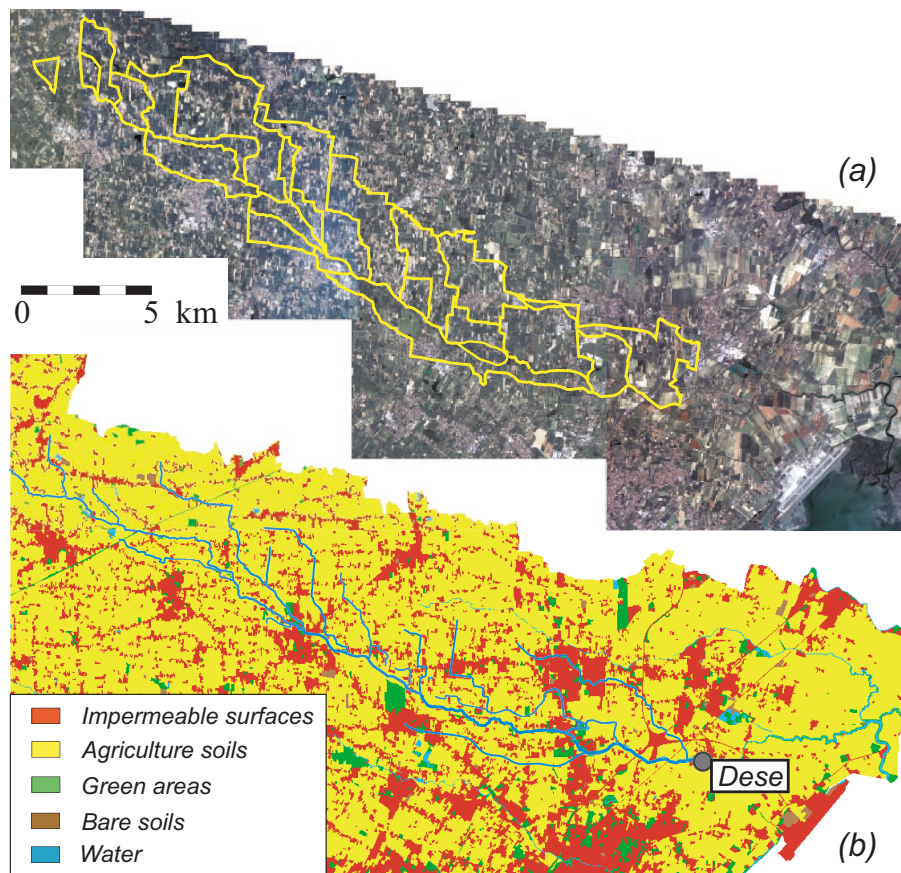 (a)
0 5 km
Impermeable surfaces
Agriculture soils
Green areas
Bare soils
Water
Dese
(b)